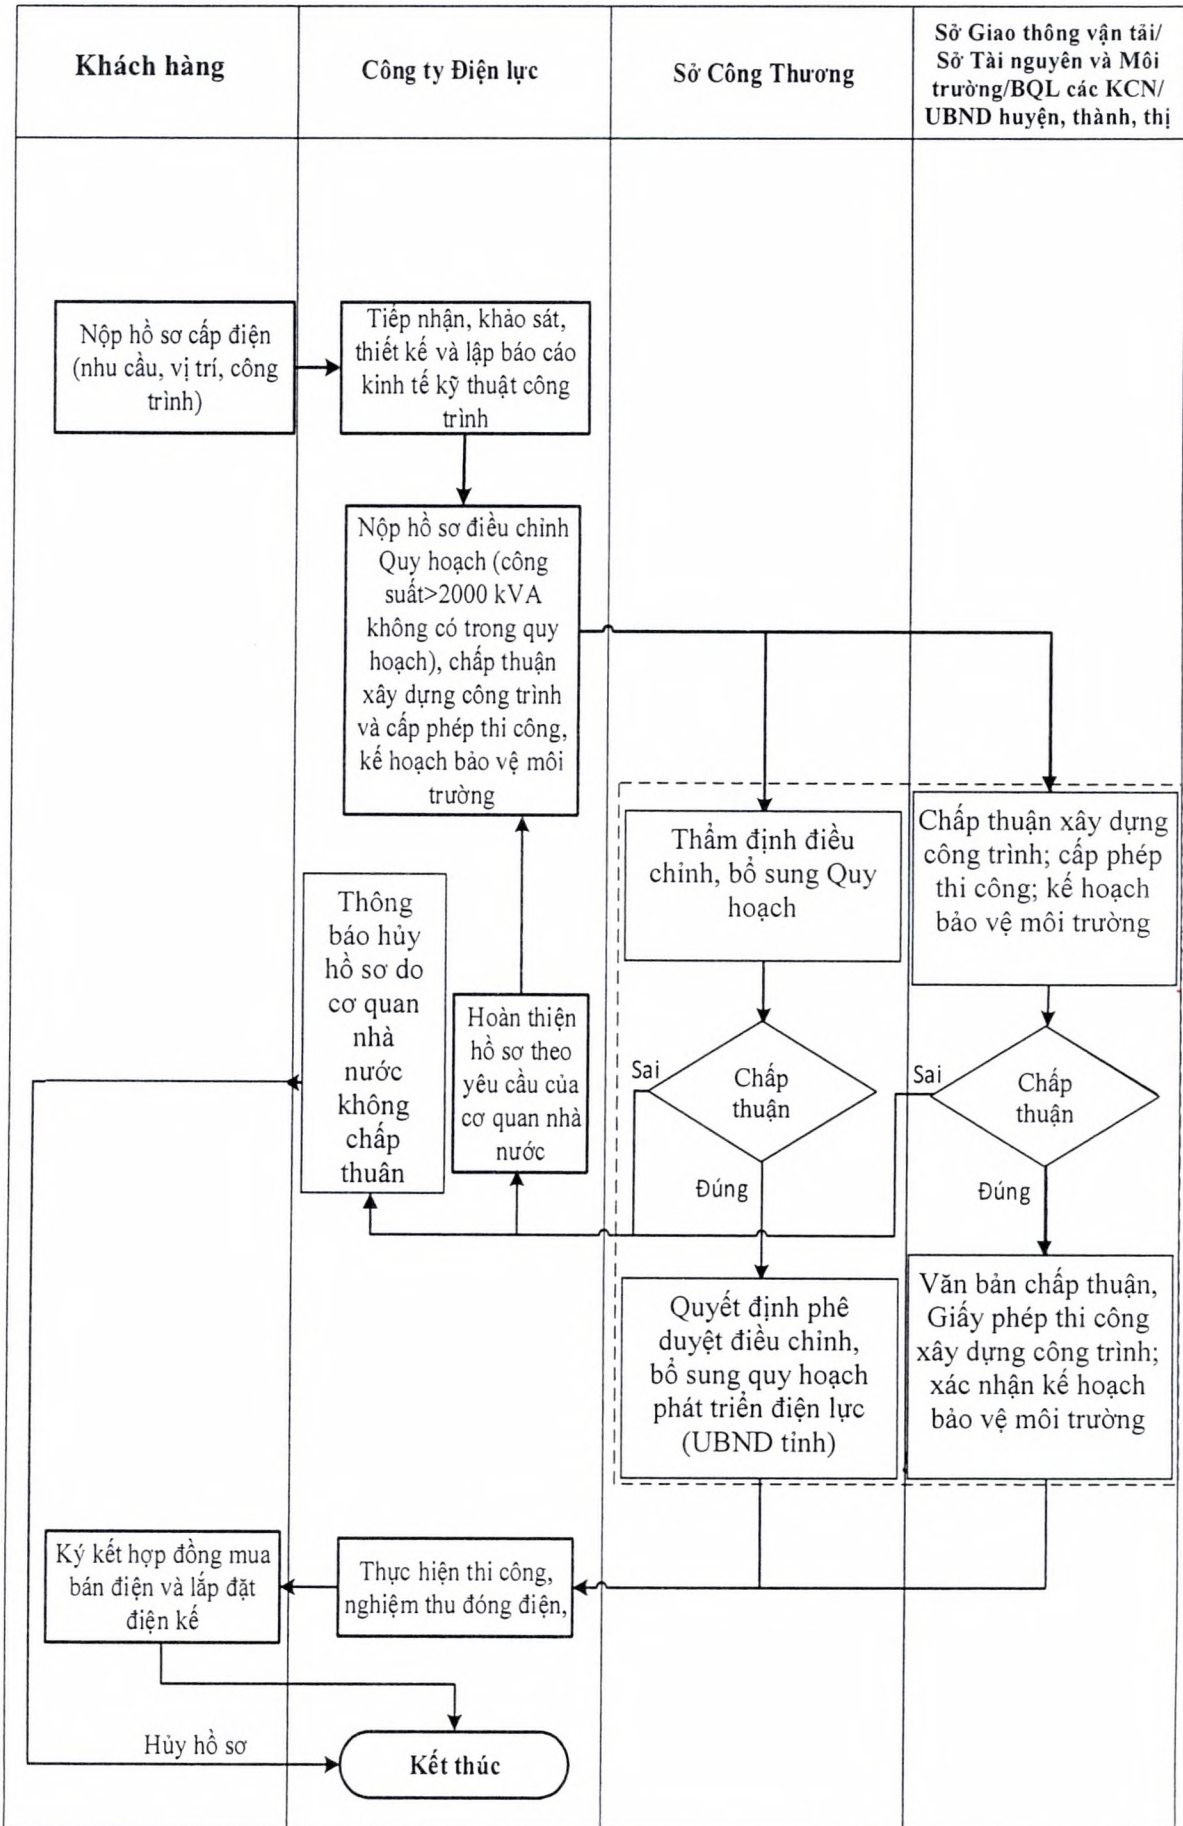 Khách hàng
Công ty Điện lực
Sở Công Thương
Sở Giao thông vận tải/
Sở Tài nguyên và Môi
trường/BQL các KCN/
UBND huyện, thành, thị
Nộp hồ sơ cấp điện
(nhu cầu, vị trí, công
trình)
Tiếp nhận, khảo sát,
thiết kế và lập báo cáo
kinh tế kỹ thuật công
trình
Nộp hồ sơ điều chỉnh
Quy hoạch (công
suất>2000 kVA
không có trong quy
hoạch), chấp thuận
xây dựng công trình
và cấp phép thi công,
kế hoạch bảo vệ môi
trường
Thẩm định điều
chỉnh, bổ sung Quy
hoạch
Chấp thuận xây dựng
công trình; cấp phép
thi công; kế hoạch
bảo vệ môi trường
Thông
báo hủy
hồ sơ do
cơ quan
nhà
nước
không
chấp
thuân
Hoàn thiện
hồ sơ theo
yêu cầu của
cơ quan nhà
nước
Sai
Chấp
thuận
Đúng
Sai
Chấp
thuận
Đúng
Quyết định phê
duyệt điều chỉnh,
bổ sung quy hoạch
phát triển điện lực
(UBND tỉnh)
Văn bản chấp thuận,
Giấy phép thi công
xây dựng công trình;
xác nhận kế hoạch
bảo vệ môi trường
Ký kết hợp đồng mua
bán điện và lắp đặt
điện kế
Thực hiện thi công,
nghiệm thu đóng điện,
Hủy hồ sơ
Kết thúc